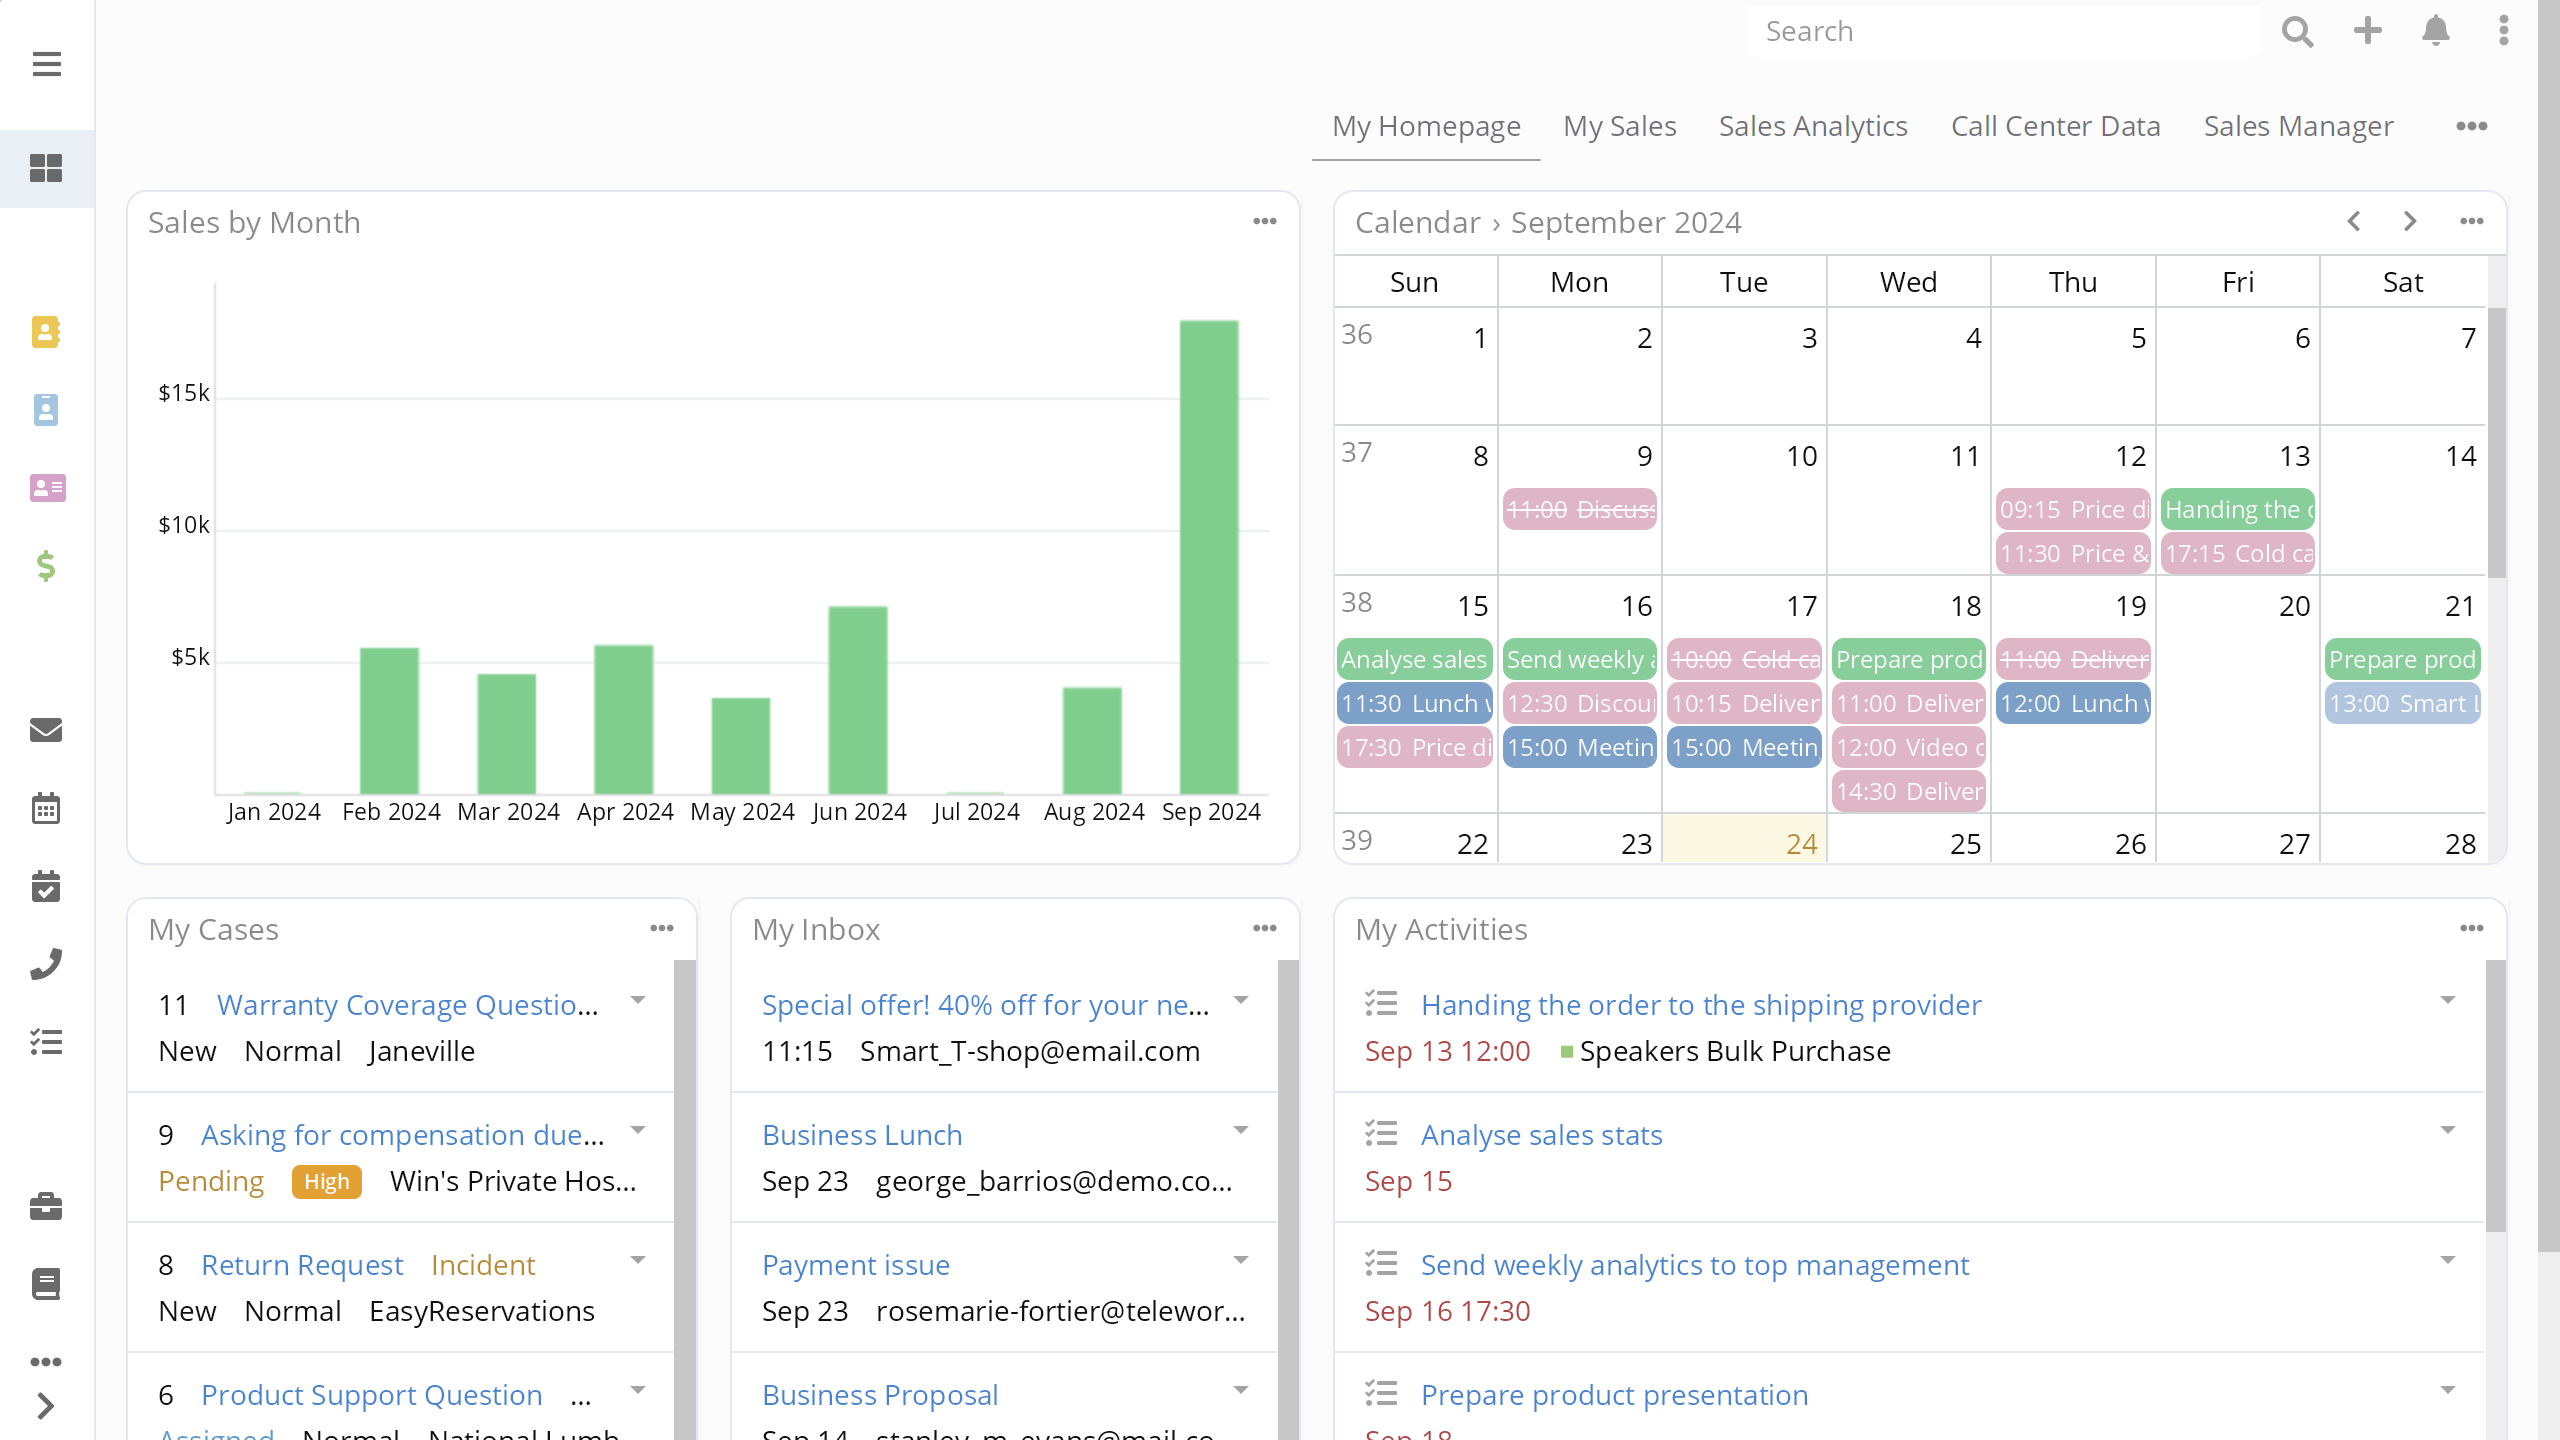 Search
My Homepage My Sales Sales Analytics Call Center Data Sales Manager
Sales by Month
$15k
$10k
$5k
Jan 2024 Feb 2024 Mar 2024 Apr 2024 May 2024 Jun 2024 Jul 2024 Aug 2024 Sep 2024
Calendar › September 2024
Sun Mon Tue Wed Thu Fri Sat
36 1 2 3 4 5 6 7
37 8 9 10 11 12 13 14
11:00 Discuss 09:15 Price di Handing the
11:30 Price & 17:15 Cold ca
38 15 16 17 18 19 20 21
Analyse sales Send weekly 10:00 Cold ca Prepare prod 11:00 Deliver Prepare prod
11:30 Lunch 12:30 Discou 10:15 Deliver 11:00 Deliver 12:00 Lunch 13:00 Smart
17:30 Price di 15:00 Meetin 15:00 Meetin 12:00 Video
14:30 Deliver
39 22 23 24 25 26 27 28
My Cases
11 Warranty Coverage Questio...
New Normal Janeville
9 Asking for compensation due...
Pending High Win's Private Hos...
8 Return Request Incident
New Normal EasyReservations
6 Product Support Question ...
Assigned Normal National Lumb
My Inbox
Special offer! 40% off for your ne...
11:15 Smart_T-shop@email.com
Business Lunch
Sep 23 george_barrios@demo.co...
Payment issue
Sep 23 rosemarie-fortier@telewor...
Business Proposal
Sep 14 stanley_m_evans@mail.co
My Activities
Handing the order to the shipping provider
Sep 13 12:00 Speakers Bulk Purchase
Analyse sales stats
Sep 15
Send weekly analytics to top management
Sep 16 17:30
Prepare product presentation
Sep 18